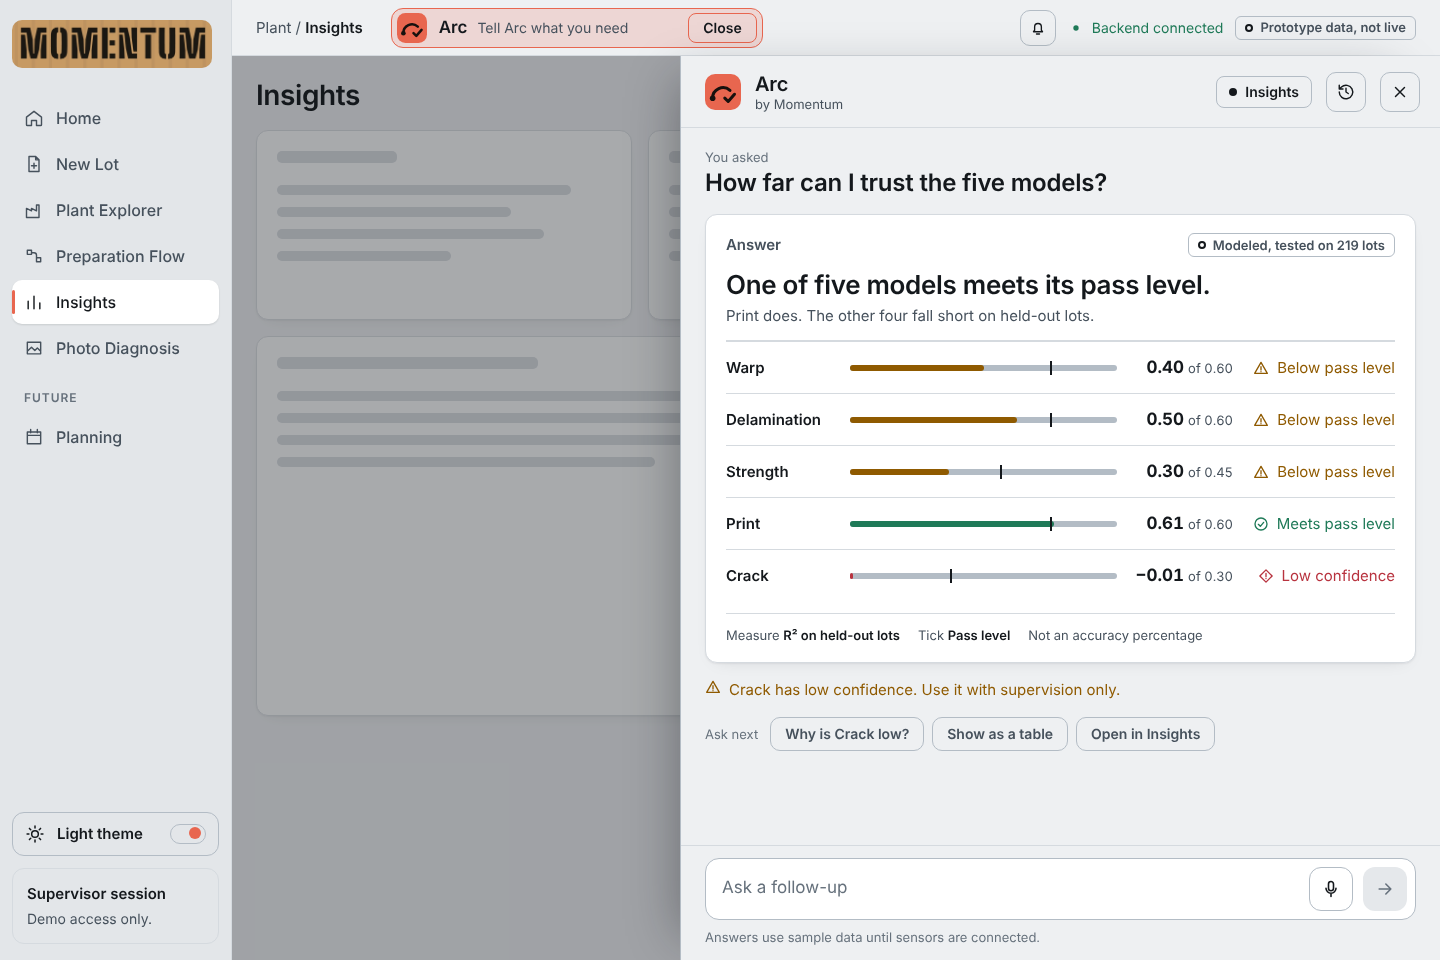 MOMENTUM
Home
New Lot
Plant Explorer
Preparation Flow
Insights
Photo Diagnosis
FUTURE
Planning
Light theme
Supervisor session
Demo access only.
Plant / Insights
Arc Tell Arc what you need Close
Backend connected
Prototype data, not live
Insights
Arc
by Momentum
Insights
You asked
How far can I trust the five models?
Answer
Modeled, tested on 219 lots
One of five models meets its pass level.
Print does. The other four fall short on held-out lots.
Warp 0.40 of 0.60 Below pass level
Delamination 0.50 of 0.60 Below pass level
Strength 0.30 of 0.45 Below pass level
Print 0.61 of 0.60 Meets pass level
Crack −0.01 of 0.30 Low confidence
Measure R² on held-out lots Tick Pass level Not an accuracy percentage
Crack has low confidence. Use it with supervision only.
Ask next Why is Crack low? Show as a table Open in Insights
Ask a follow-up
Answers use sample data until sensors are connected.